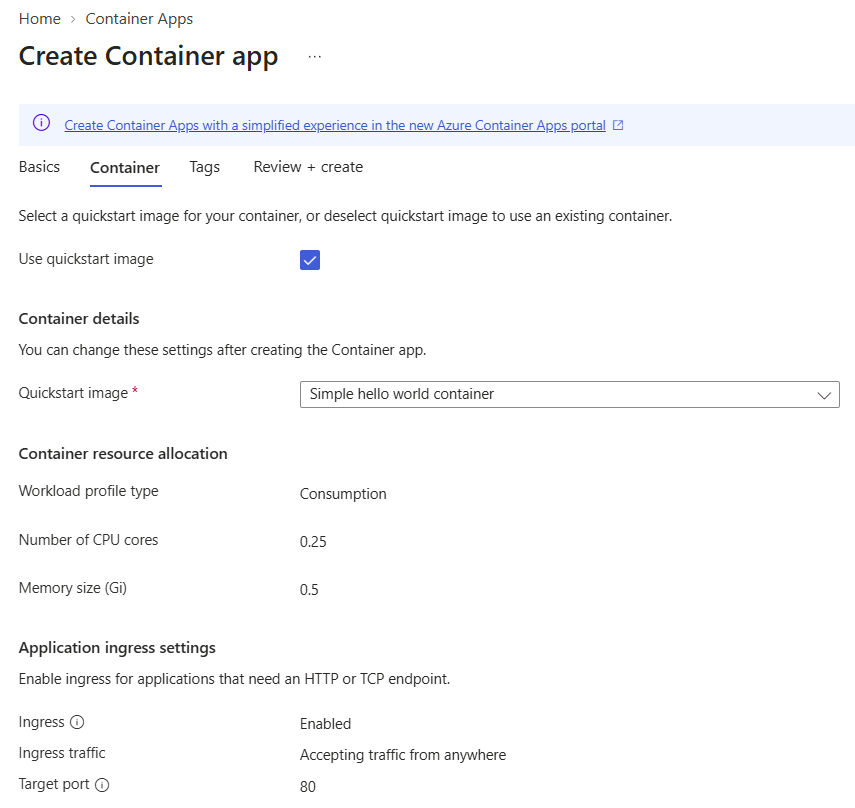 Home > Container Apps
Create Container app ...
Create Container Apps with a simplified experience in the new Azure Container Apps portal
Basics Container Tags Review + create
Select a quickstart image for your container, or deselect quickstart image to use an existing container.
Use quickstart image
Container details
You can change these settings after creating the Container app.
Quickstart image * Simple hello world container
Container resource allocation
Workload profile type Consumption
Number of CPU cores 0.25
Memory size (Gi) 0.5
Application ingress settings
Enable ingress for applications that need an HTTP or TCP endpoint.
Ingress Enabled
Ingress traffic Accepting traffic from anywhere
Target port 80